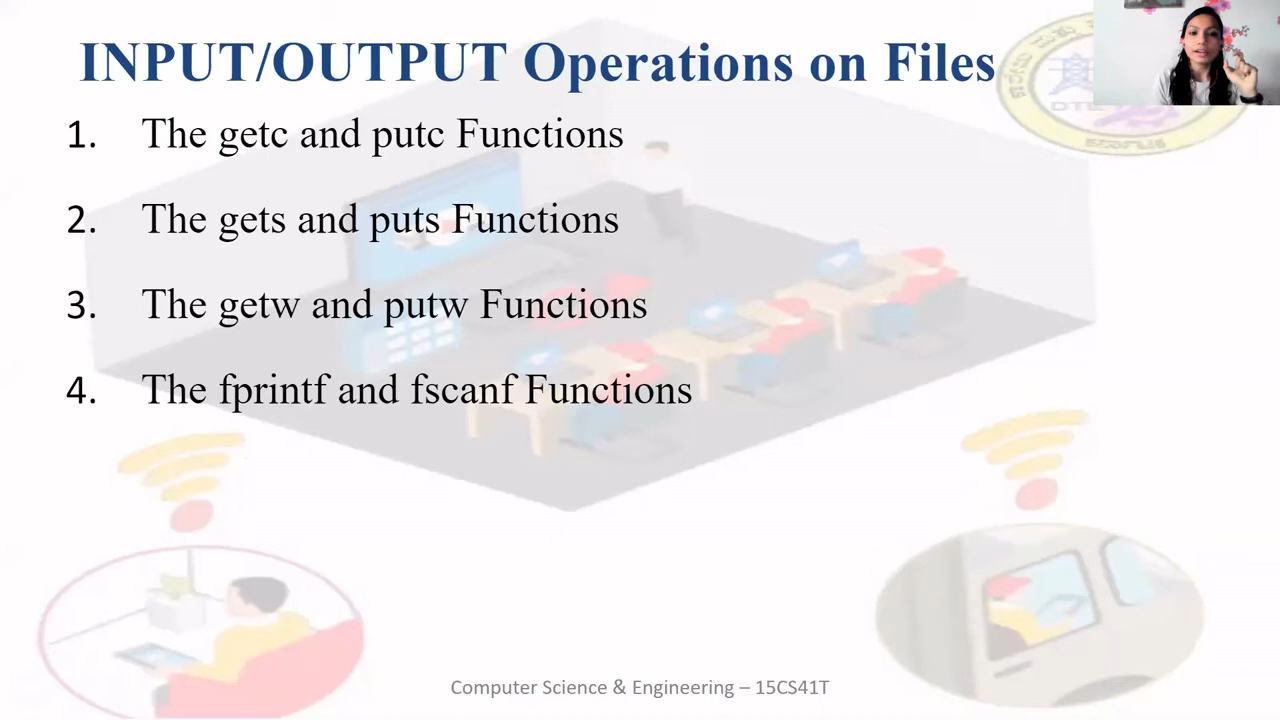 INPUT/OUTPUT Operations on Files
1. The getc and putc Functions
2. The gets and puts Functions
3. The getw and putw Functions
4. The fprintf and fscanf Functions
Computer Science & Engineering – 15CS41T